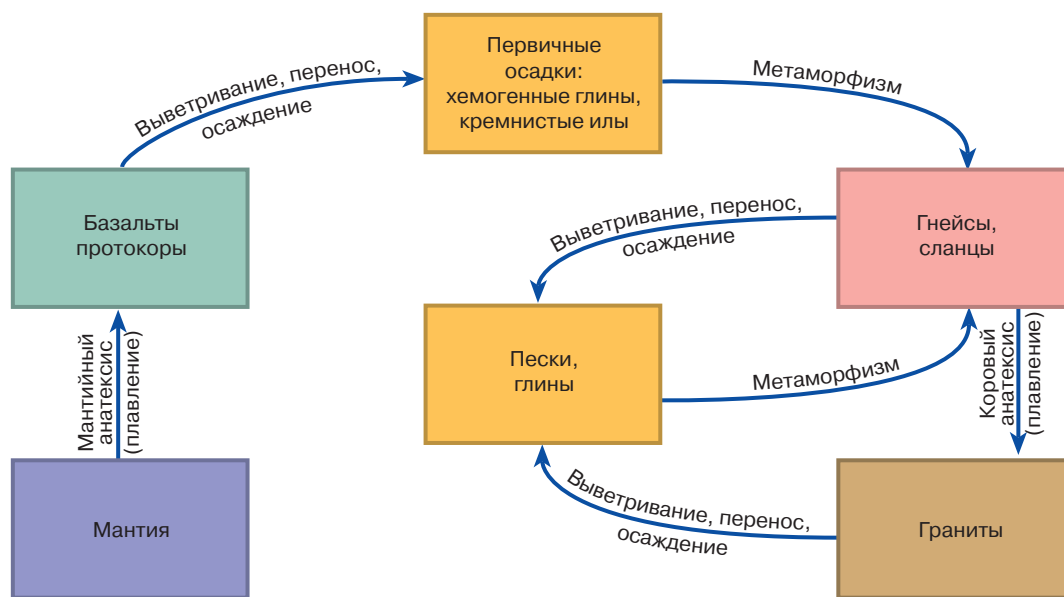 Первичные
осадки:
хемогенные глины,
кремнистые илы
Выветривание, перенос,
осаждение
Метаморфизм
Базальты
протокоры
Выветривание, перенос,
осаждение
Гнейсы,
сланцы
Мантийный
анатексис
(плавление)
Пески,
глины
Метаморфизм
Коровый
анатексис
(плавление)
Мантия
Выветривание, перенос,
осаждение
Граниты